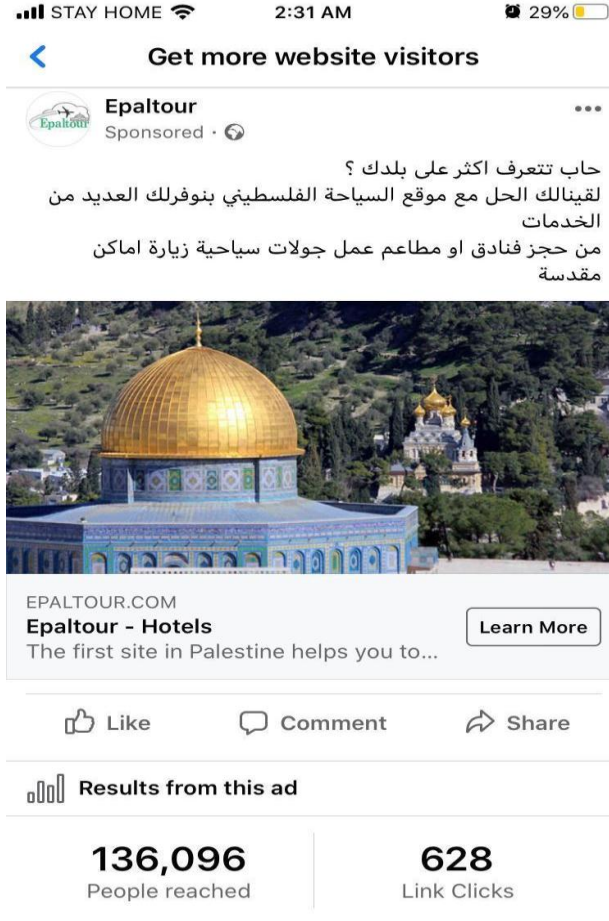 STAY HOME 2:31 AM 29%
Get more website visitors
Epaltour
Epaltour
Sponsored ·
حاب تتعرف اكثر على بلدك ؟
لقينالك الحل مع موقع السياحة الفلسطيني بنوفرلك العديد من
الخدمات
من حجز فنادق او مطاعم عمل جولات سياحية زيارة اماكن
مقدسة
EPALTOUR.COM
Epaltour - Hotels
The first site in Palestine helps you to...
Learn More
Like Comment Share
Results from this ad
136,096 628
People reached Link Clicks